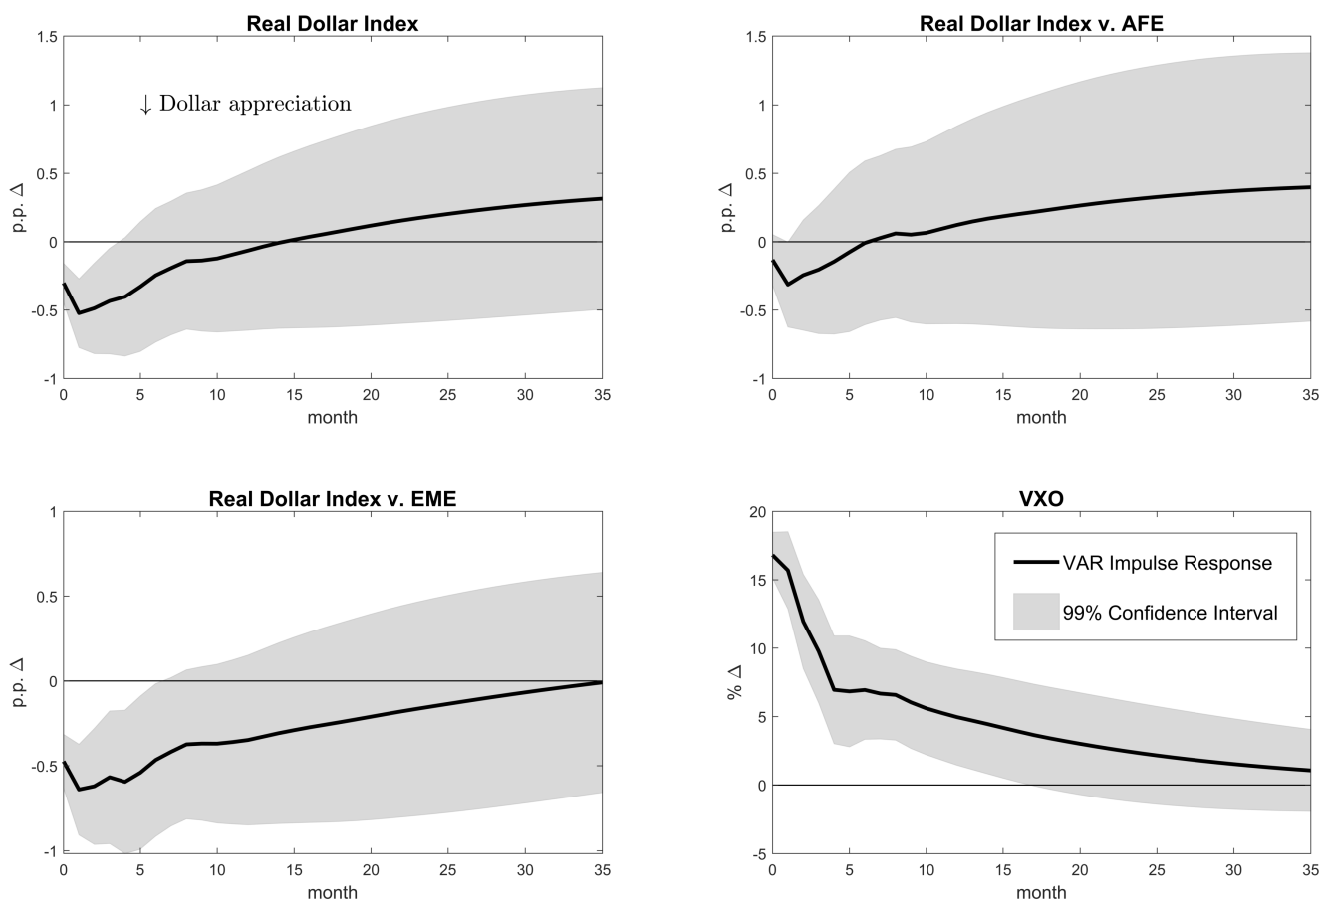 Real Dollar Index
1.5
1
0.5
0
-0.5
-1
p.p. Δ
↓ Dollar appreciation
0 5 10 15 20 25 30 35
month
Real Dollar Index v. AFE
1.5
1
0.5
0
-0.5
-1
p.p. Δ
0 5 10 15 20 25 30 35
month
Real Dollar Index v. EME
1
0.5
0
-0.5
-1
p.p. Δ
0 5 10 15 20 25 30 35
month
VXO
20
15
10
5
0
-5
% Δ
VAR Impulse Response
99% Confidence Interval
0 5 10 15 20 25 30 35
month